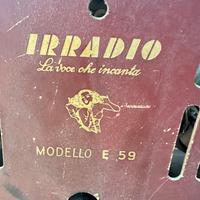 IRRADIO
La voce che incanta
MODELLO E 59